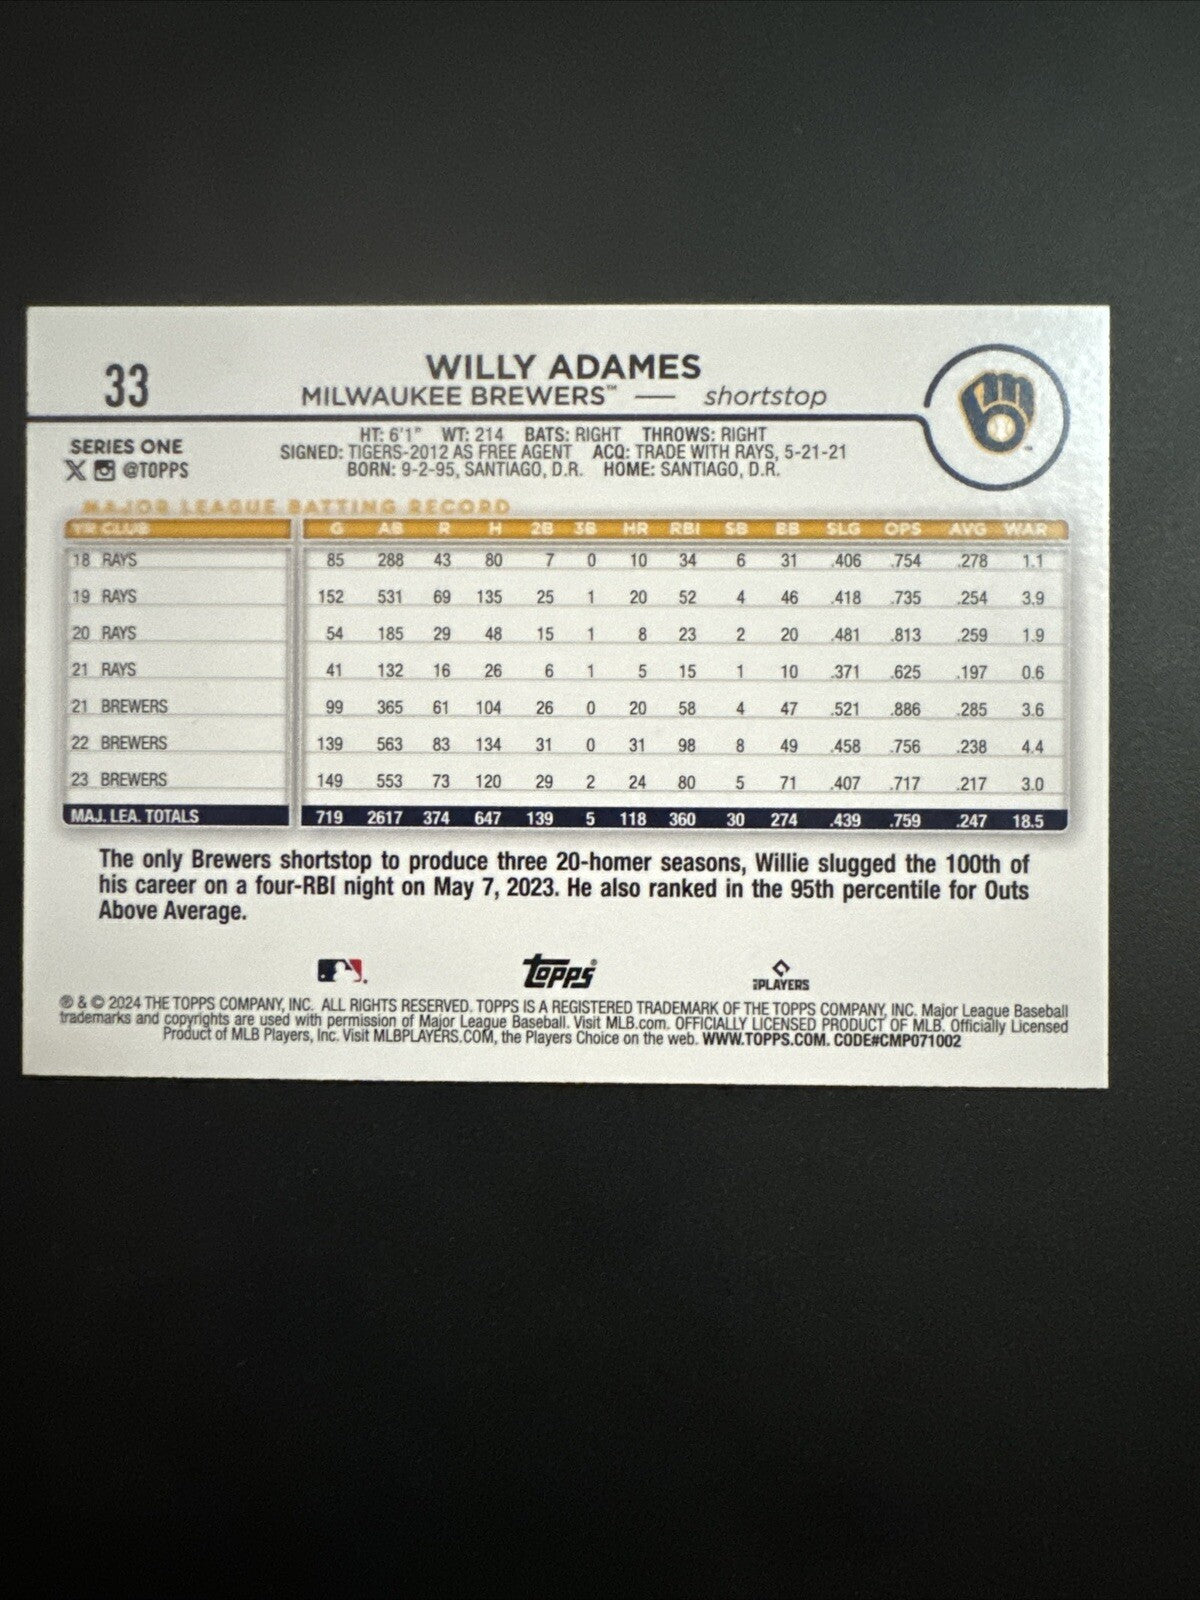 33
WILLY ADAMES
MILWAUKEE BREWERS™ — shortstop
SERIES ONE
@TOPPS
HT: 6'1" WT: 214 BATS: RIGHT THROWS: RIGHT
SIGNED: TIGERS-2012 AS FREE AGENT ACQ: TRADE WITH RAYS, 5-21-21
BORN: 9-2-95, SANTIAGO, D.R. HOME: SANTIAGO, D.R.
MAJOR LEAGUE BATTING RECORD
YR CLUB G AB R H 2B 3B HR RBI SB BB SLG OPS AVG WAR
18 RAYS 85 288 43 80 7 0 10 34 6 31 .406 .754 .278 1.1
19 RAYS 152 531 69 135 25 1 20 52 4 46 .418 .735 .254 3.9
20 RAYS 54 185 29 48 15 1 8 23 2 20 .481 .813 .259 1.9
21 RAYS 41 132 16 26 6 1 5 15 1 10 .371 .625 .197 0.6
21 BREWERS 99 365 61 104 26 0 20 58 4 47 .521 .886 .285 3.6
22 BREWERS 139 563 83 134 31 0 31 98 8 49 .458 .756 .238 4.4
23 BREWERS 149 553 73 120 29 2 24 80 5 71 .407 .717 .217 3.0
MAJ. LEA. TOTALS 719 2617 374 647 139 5 118 360 30 274 .439 .759 .247 18.5
The only Brewers shortstop to produce three 20-homer seasons, Willie slugged the 100th of
his career on a four-RBI night on May 7, 2023. He also ranked in the 95th percentile for Outs
Above Average.
Topps®
PLAYERS
® & © 2024 THE TOPPS COMPANY, INC. ALL RIGHTS RESERVED. TOPPS IS A REGISTERED TRADEMARK OF THE TOPPS COMPANY, INC. Major League Baseball
trademarks and copyrights are used with permission of Major League Baseball. Visit MLB.com. OFFICIALLY LICENSED PRODUCT OF MLB. Officially Licensed
Product of MLB Players, Inc. Visit MLBPLAYERS.COM, the Players Choice on the web. WWW.TOPPS.COM. CODE#CMP071002